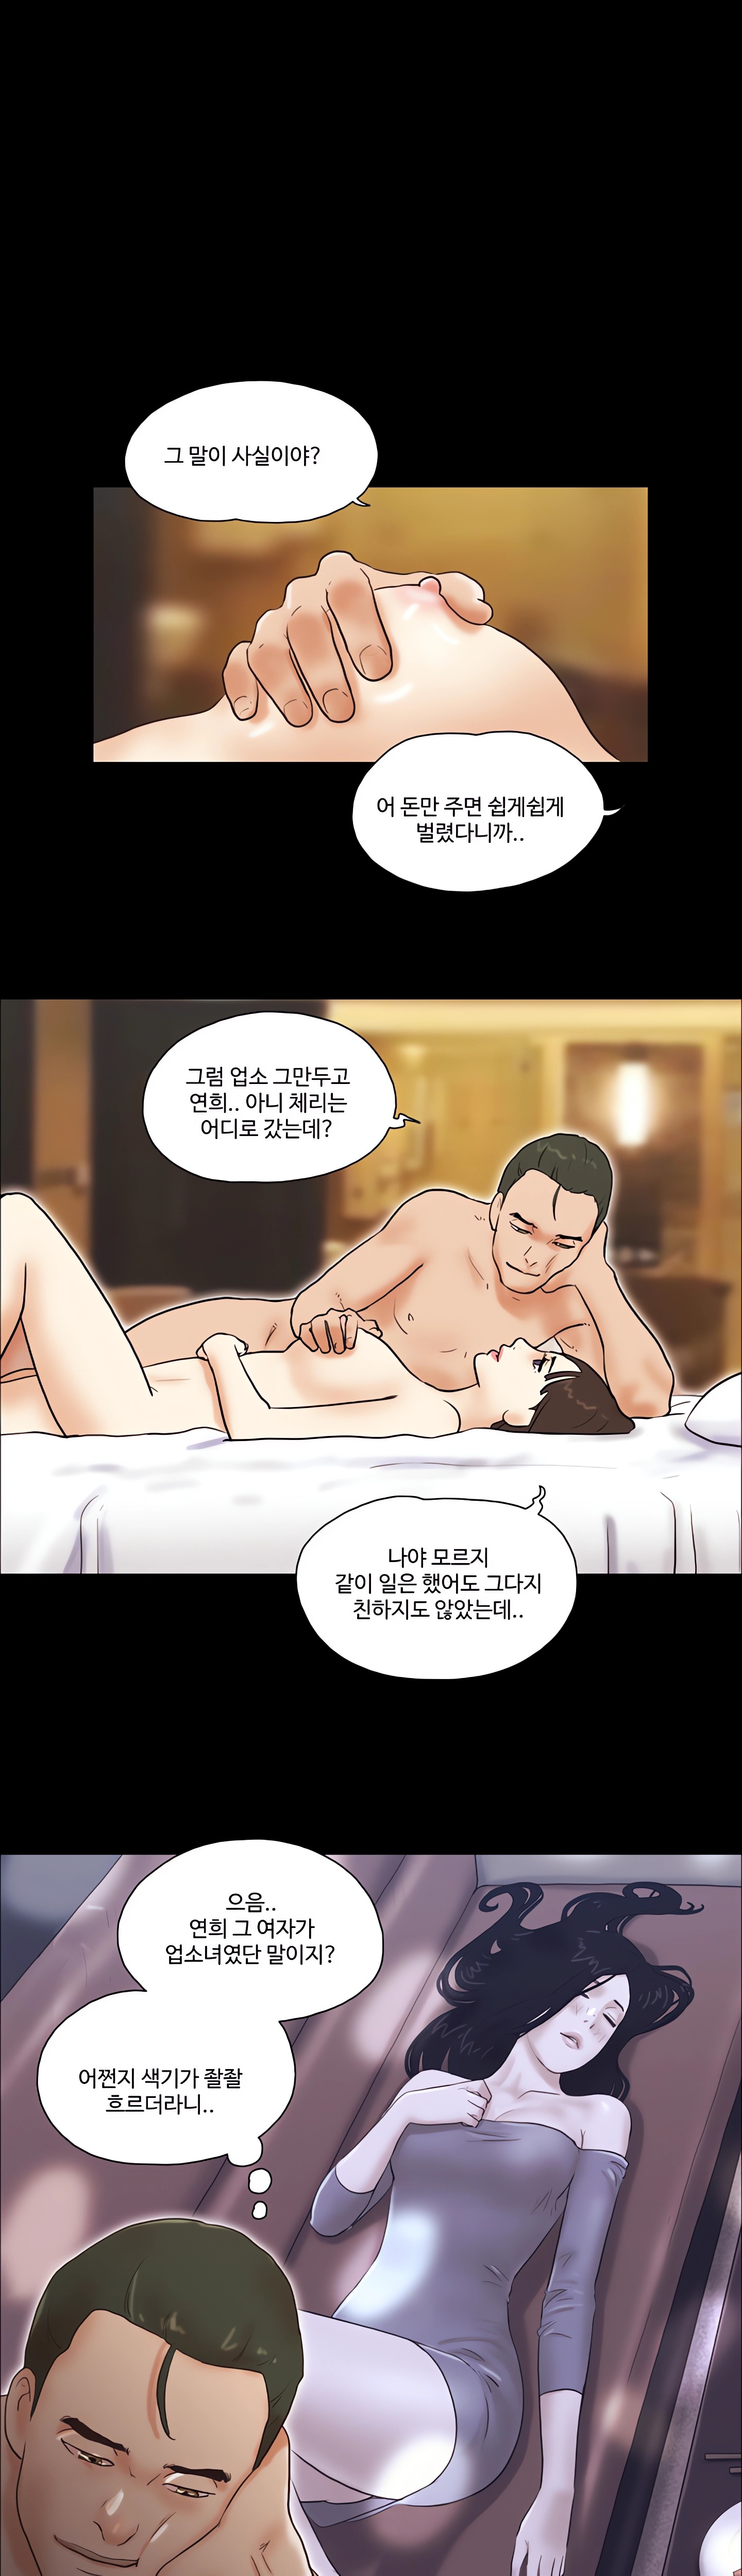 그 말이 사실이야?
어 돈만 주면 쉽게쉽게
벌렸다니까..
그럼 업소 그만두고
연희.. 아니 체리는
어디로 갔는데?
나야 모르지
같이 일은 했어도 그다지
친하지도 않았는데..
으음..
연희 그 여자가
업소녀였단 말이지?
어쩐지 색기가 좔좔
흐르더라니..